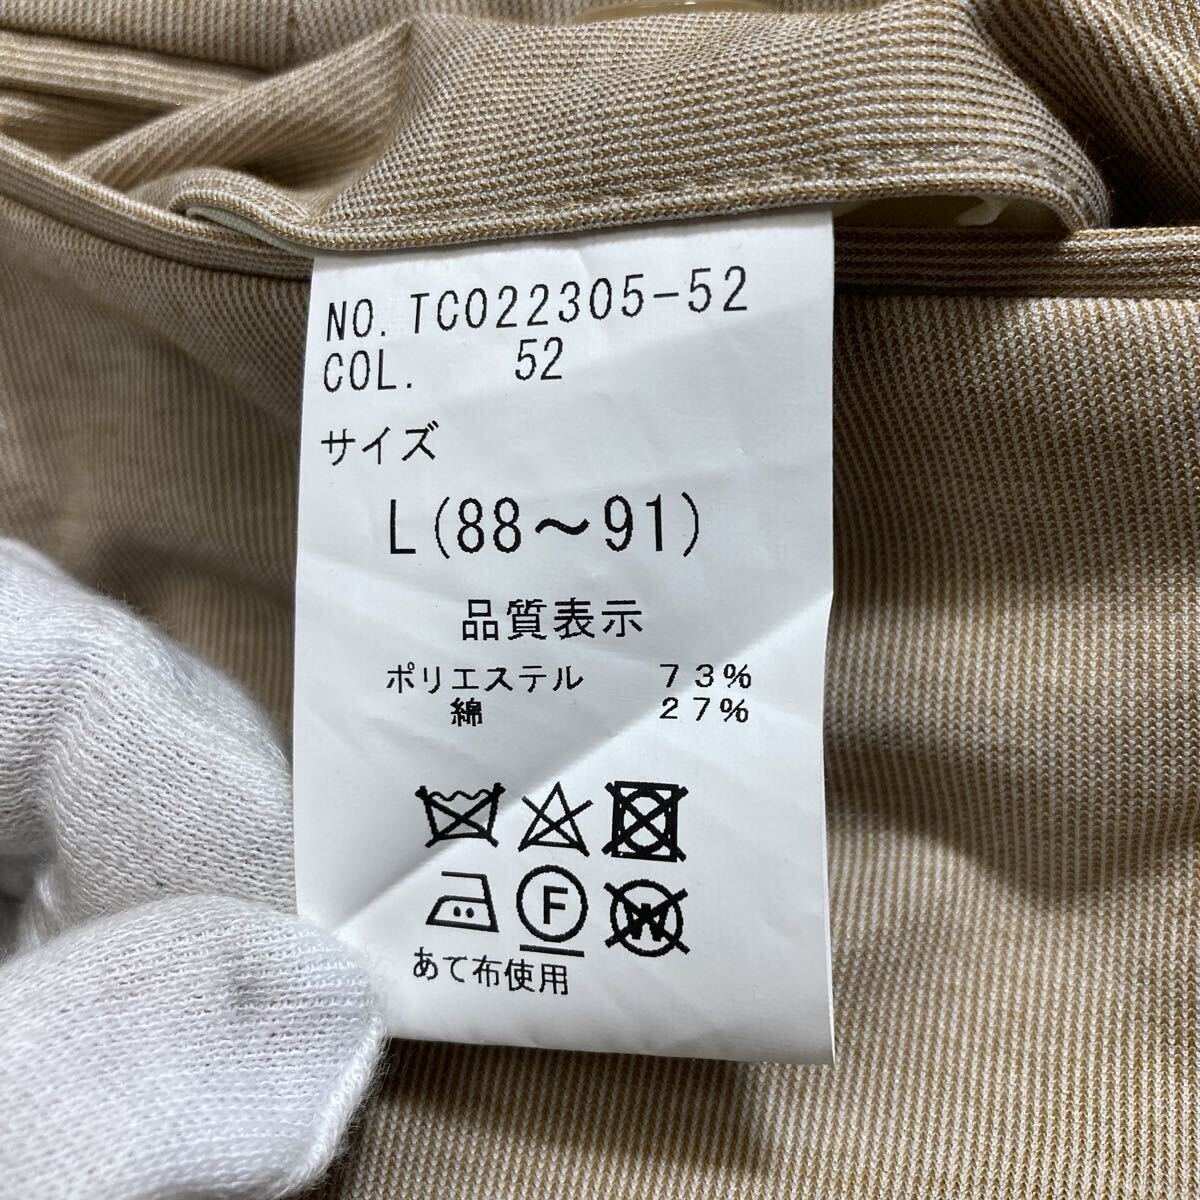 NO. TC022305-52
COL. 52
サイズ
L(88～91)
品質表示
ポリエステル 73%
綿 27%
F W
あて布使用